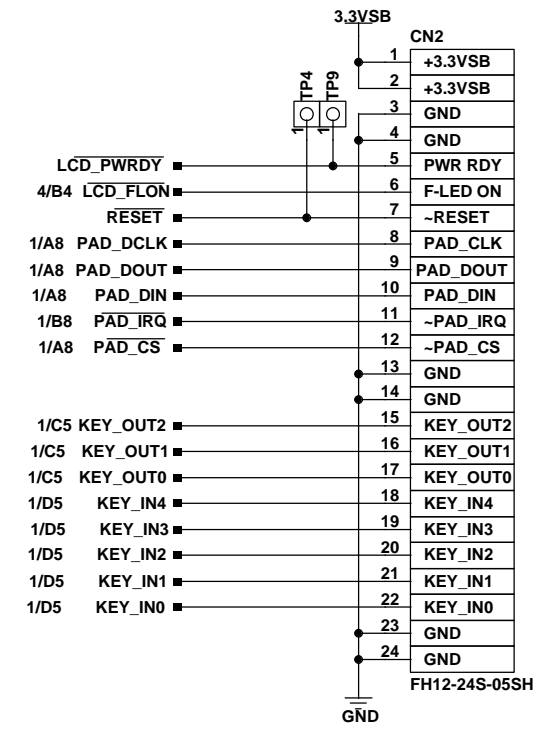 3.3VSB
CN2
TP4 TP9
1 1
1 +3.3VSB
2 +3.3VSB
3 GND
4 GND
LCD_PWRDY 5 PWR RDY
4/B4 LCD_FLON 6 F-LED ON
RESET 7 ~RESET
1/A8 PAD_DCLK 8 PAD_CLK
1/A8 PAD_DOUT 9 PAD_DOUT
1/A8 PAD_DIN 10 PAD_DIN
1/B8 PAD_IRQ 11 ~PAD_IRQ
1/A8 PAD_CS 12 ~PAD_CS
13 GND
14 GND
1/C5 KEY_OUT2 15 KEY_OUT2
1/C5 KEY_OUT1 16 KEY_OUT1
1/C5 KEY_OUT0 17 KEY_OUT0
1/D5 KEY_IN4 18 KEY_IN4
1/D5 KEY_IN3 19 KEY_IN3
1/D5 KEY_IN2 20 KEY_IN2
1/D5 KEY_IN1 21 KEY_IN1
1/D5 KEY_IN0 22 KEY_IN0
23 GND
24 GND
FH12-24S-05SH
GND